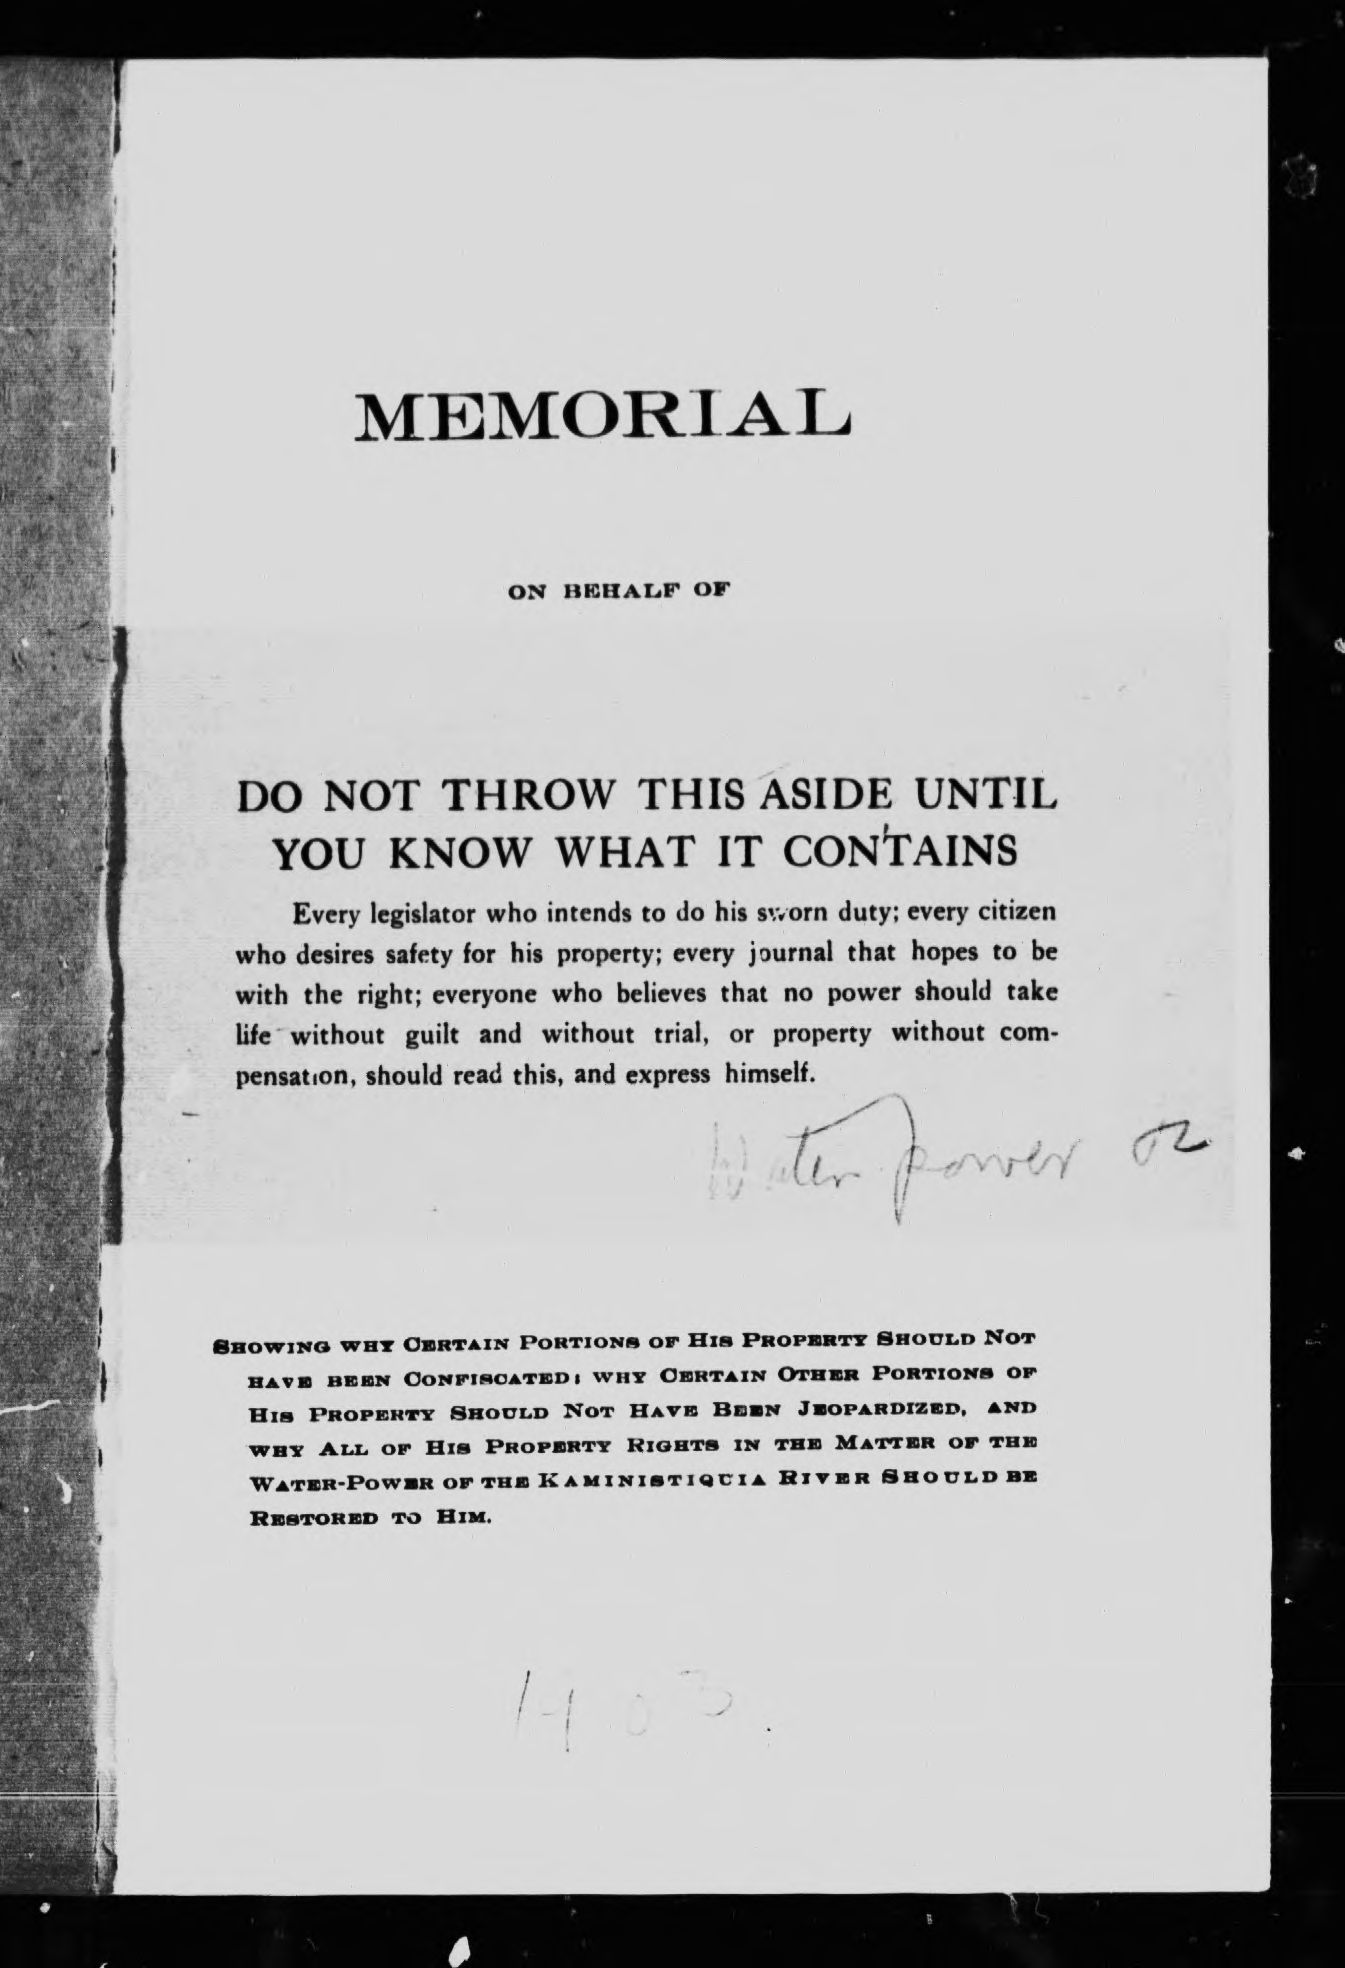 MEMORIAL
ON BEHALF OF
DO NOT THROW THIS ASIDE UNTIL
YOU KNOW WHAT IT CONTAINS
Every legislator who intends to do his sworn duty; every citizen
who desires safety for his property; every journal that hopes to be
with the right; everyone who believes that no power should take
life without guilt and without trial, or property without com-
pensation, should read this, and express himself.
Water power
SHOWING WHY CERTAIN PORTIONS OF HIS PROPERTY SHOULD NOT
HAVE BEEN CONFISCATED; WHY CERTAIN OTHER PORTIONS OF
HIS PROPERTY SHOULD NOT HAVE BEEN JEOPARDIZED, AND
WHY ALL OF HIS PROPERTY RIGHTS IN THE MATTER OF THE
WATER-POWER OF THE KAMINISTIQUIA RIVER SHOULD BE
RESTORED TO HIM.
1903